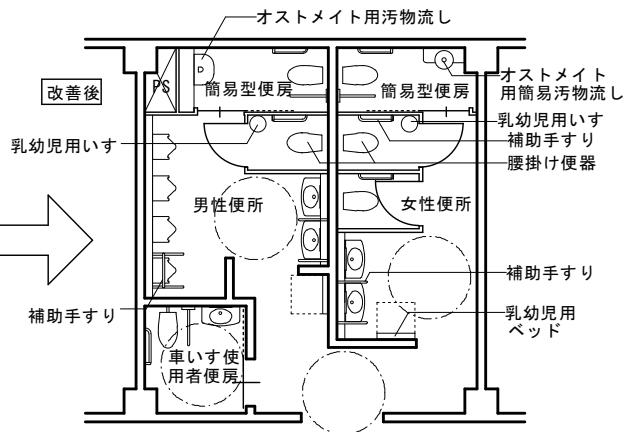 オストメイト用汚物流し
改善後
PS
簡易型便房
簡易型便房
オストメイト
用簡易汚物流し
乳幼児用いす
乳幼児用いす
補助手すり
腰掛け便器
男性便所
女性便所
補助手すり
補助手すり
乳幼児用
ベッド
車いす使
用者便房